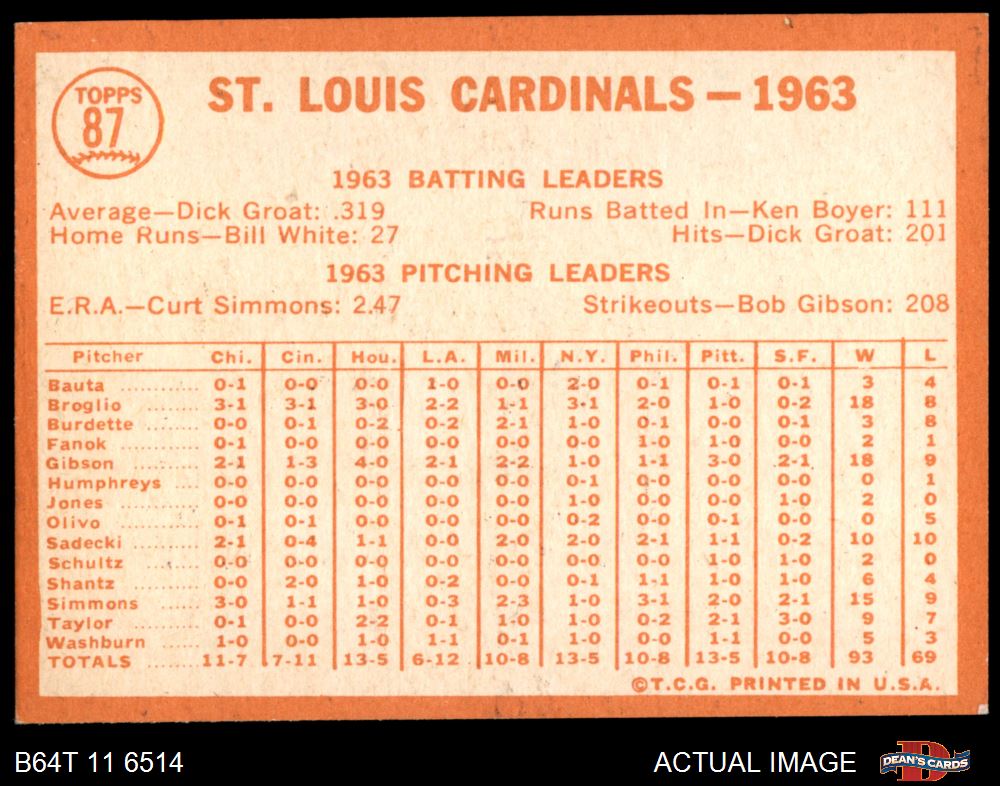 TOPPS
87
ST. LOUIS CARDINALS — 1963
1963 BATTING LEADERS
Average—Dick Groat: .319 Runs Batted In—Ken Boyer: 111
Home Runs—Bill White: 27 Hits—Dick Groat: 201
1963 PITCHING LEADERS
E.R.A.—Curt Simmons: 2.47 Strikeouts—Bob Gibson: 208
Pitcher Chi. Cin. Hou. L.A. Mil. N.Y. Phil. Pitt. S.F. W L
Bauta .......... 0-1 0-0 0-0 1-0 0-0 2-0 0-1 0-1 0-1 3 4
Broglio ....... 3-1 3-1 3-0 2-2 1-1 3-1 2-0 1-0 0-2 18 8
Burdette ...... 0-0 0-1 0-2 0-2 2-1 1-0 0-1 0-0 0-1 3 8
Fanok ......... 0-1 0-0 0-0 0-0 0-0 0-0 1-0 1-0 0-0 2 1
Gibson ........ 2-1 1-3 4-0 2-1 2-2 1-0 1-1 3-0 2-1 18 9
Humphreys ... 0-0 0-0 0-0 0-0 0-0 0-1 0-0 0-0 0-0 0 1
Jones .......... 0-0 0-0 0-0 0-0 0-0 1-0 0-0 0-0 1-0 2 0
Olivo .......... 0-1 0-1 0-0 0-0 0-0 0-2 0-0 0-1 0-0 0 5
Sadecki ........ 2-1 0-4 1-1 0-0 2-0 2-0 2-1 1-1 0-2 10 10
Schultz ....... 0-0 0-0 0-0 0-0 0-0 0-0 0-0 1-0 1-0 2 0
Shantz ........ 0-0 2-0 1-0 0-2 0-0 0-1 1-1 1-0 1-0 6 4
Simmons ...... 3-0 1-1 1-0 0-3 2-3 1-0 3-1 2-0 2-1 15 9
Taylor ........ 0-1 0-0 2-2 0-1 1-0 1-0 0-2 2-1 3-0 9 7
Washburn .... 1-0 0-0 1-0 1-1 0-1 1-0 0-0 1-1 0-0 5 3
TOTALS ...... 11-7 7-11 13-5 6-12 10-8 13-5 10-8 13-5 10-8 93 69
©T.C.G. PRINTED IN U.S.A.
B64T 11 6514 ACTUAL IMAGE DEAN'S CARDS